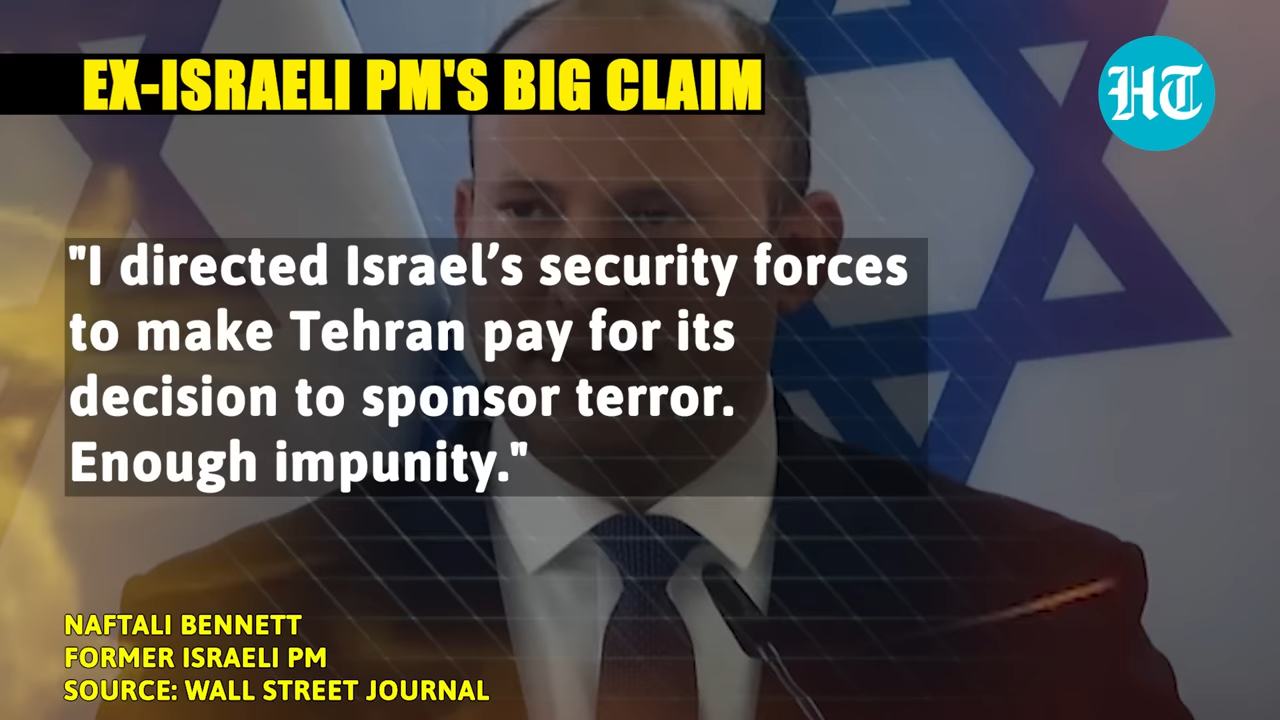 EX-ISRAELI PM'S BIG CLAIM
HT
"I directed Israel’s security forces
to make Tehran pay for its
decision to sponsor terror.
Enough impunity."
NAFTALI BENNETT
FORMER ISRAELI PM
SOURCE: WALL STREET JOURNAL